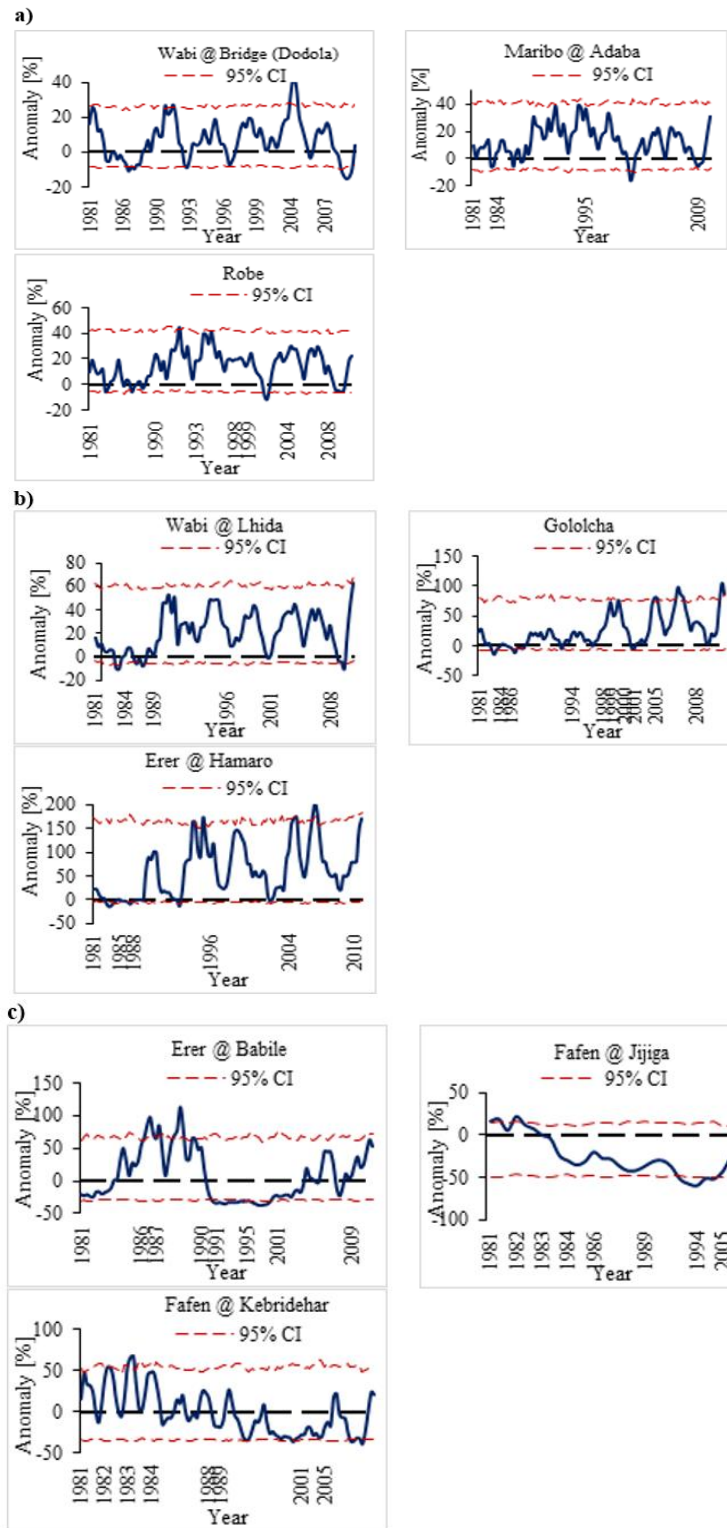 a)
Wabi @ Bridge (Dodola)
95% CI
Anomaly [%]
40
20
0
-20
1981
1986
1990
1993
1996
1999
2004
2007
Year
Maribo @ Adaba
95% CI
Anomaly [%]
60
40
20
0
-20
1981
1984
1995
2009
Year
Robe
95% CI
Anomaly [%]
60
40
20
0
-20
1981
1990
1993
1998
1999
2004
2008
Year
b)
Wabi @ Lhida
95% CI
Anomaly [%]
80
60
40
20
0
-20
1981
1984
1989
1996
2001
2008
Year
Gololcha
95% CI
Anomaly [%]
150
100
50
0
-50
1981
1984
1986
1994
1998
2000
2001
2005
2008
Year
Erer @ Hamaro
95% CI
Anomaly [%]
200
150
100
50
0
-50
1981
1985
1988
1996
2004
2010
Year
c)
Erer @ Babile
95% CI
Anomaly [%]
150
100
50
0
-50
1981
1986
1987
1990
1991
1995
2001
2009
Year
Fafen @ Jijiga
95% CI
Anomaly [%]
50
0
-50
-100
1981
1982
1983
1984
1986
1989
1994
2005
Year
Fafen @ Kebridehar
95% CI
Anomaly [%]
100
50
0
-50
1981
1982
1983
1984
1988
1989
2001
2005
Year